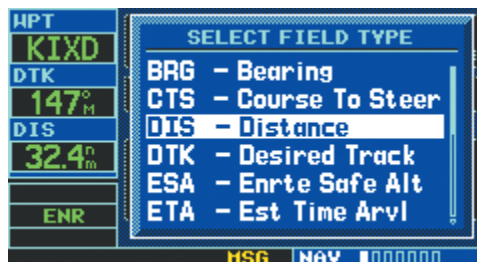 WPT
KIXD
DTK
147°M
DIS
32.4nm
ENR
SELECT FIELD TYPE
BRG - Bearing
CTS - Course To Steer
DIS - Distance
DTK - Desired Track
ESA - Enrte Safe Alt
ETA - Est Time Arvl
MSG
NAV